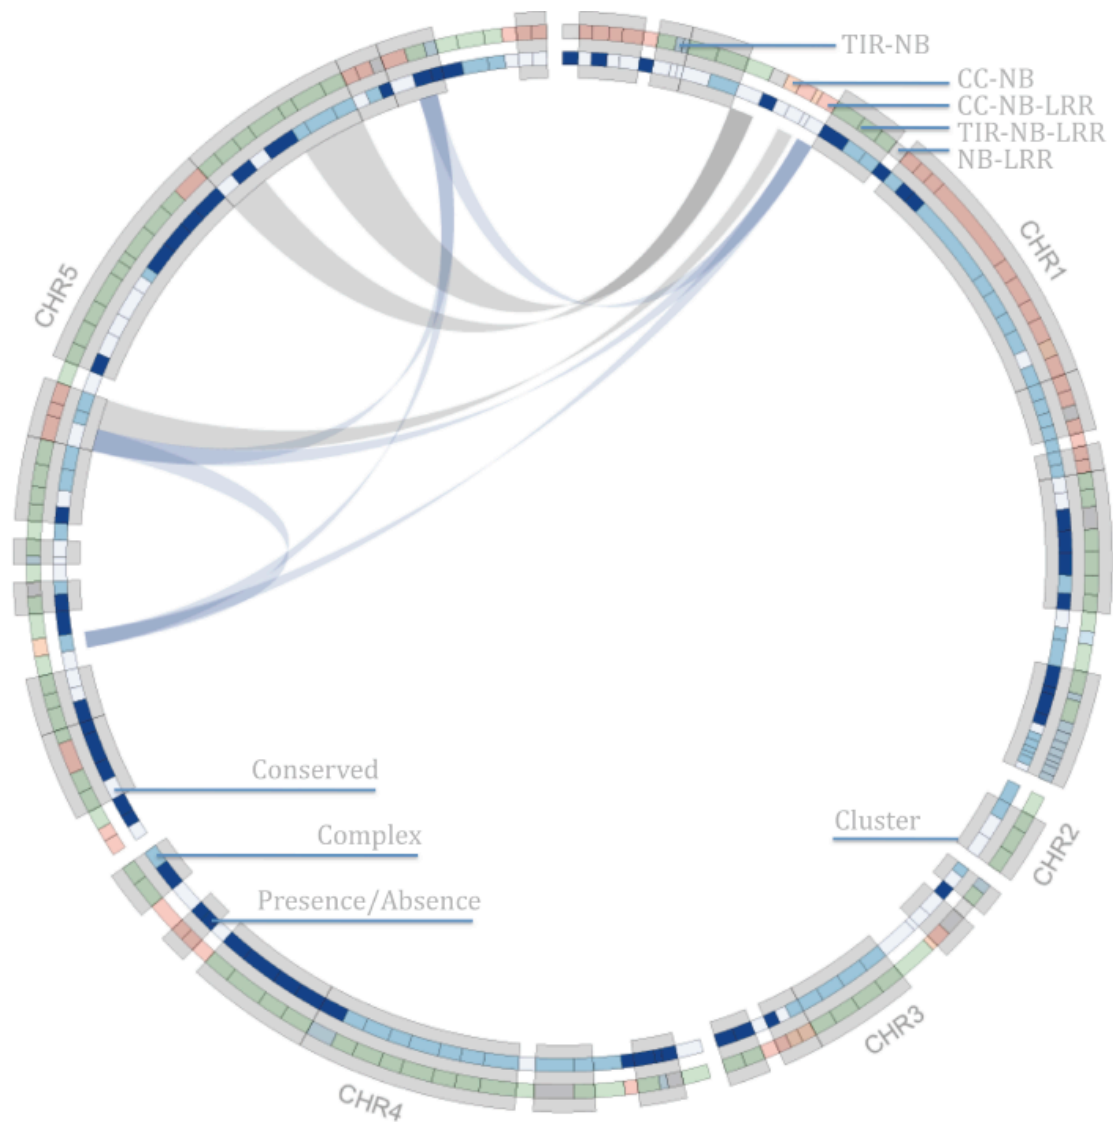 TIR-NB
CC-NB
CC-NB-LRR
TIR-NB-LRR
NB-LRR
CHR1
CHR5
Conserved
Complex
Cluster
CHR2
Presence/Absence
CHR3
CHR4